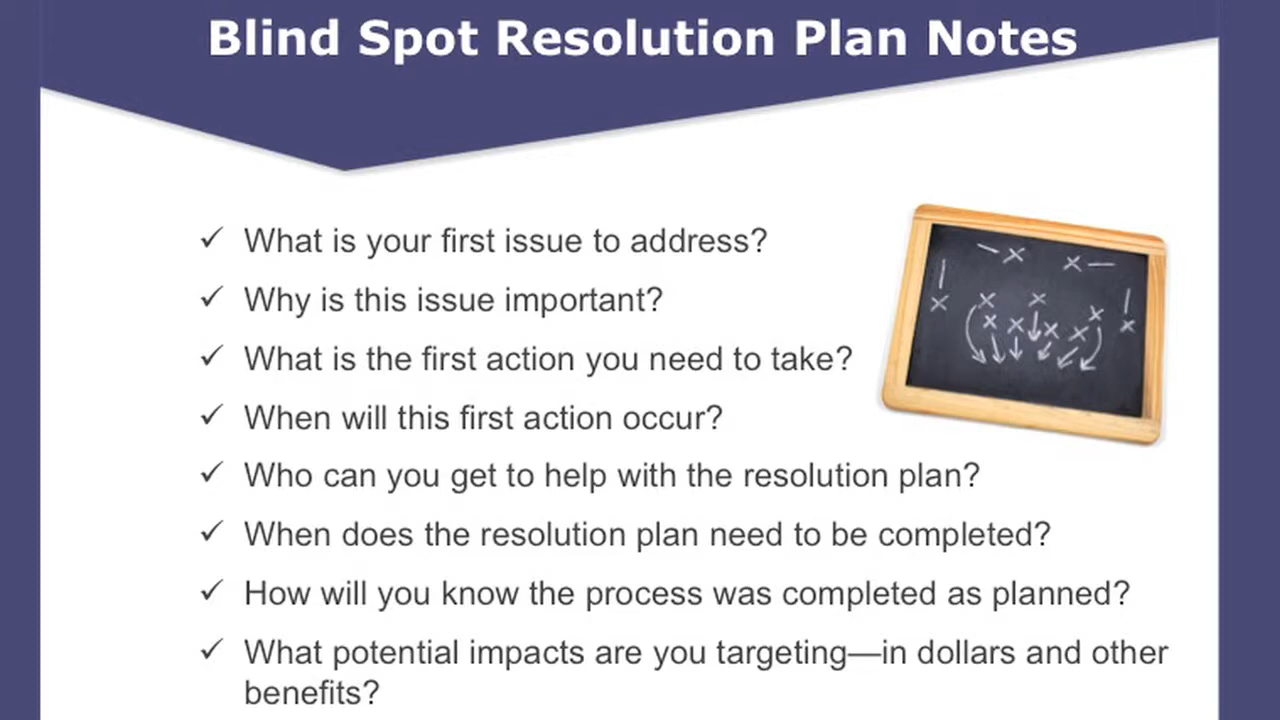 Blind Spot Resolution Plan Notes
✓ What is your first issue to address?
✓ Why is this issue important?
✓ What is the first action you need to take?
✓ When will this first action occur?
✓ Who can you get to help with the resolution plan?
✓ When does the resolution plan need to be completed?
✓ How will you know the process was completed as planned?
✓ What potential impacts are you targeting—in dollars and other
benefits?